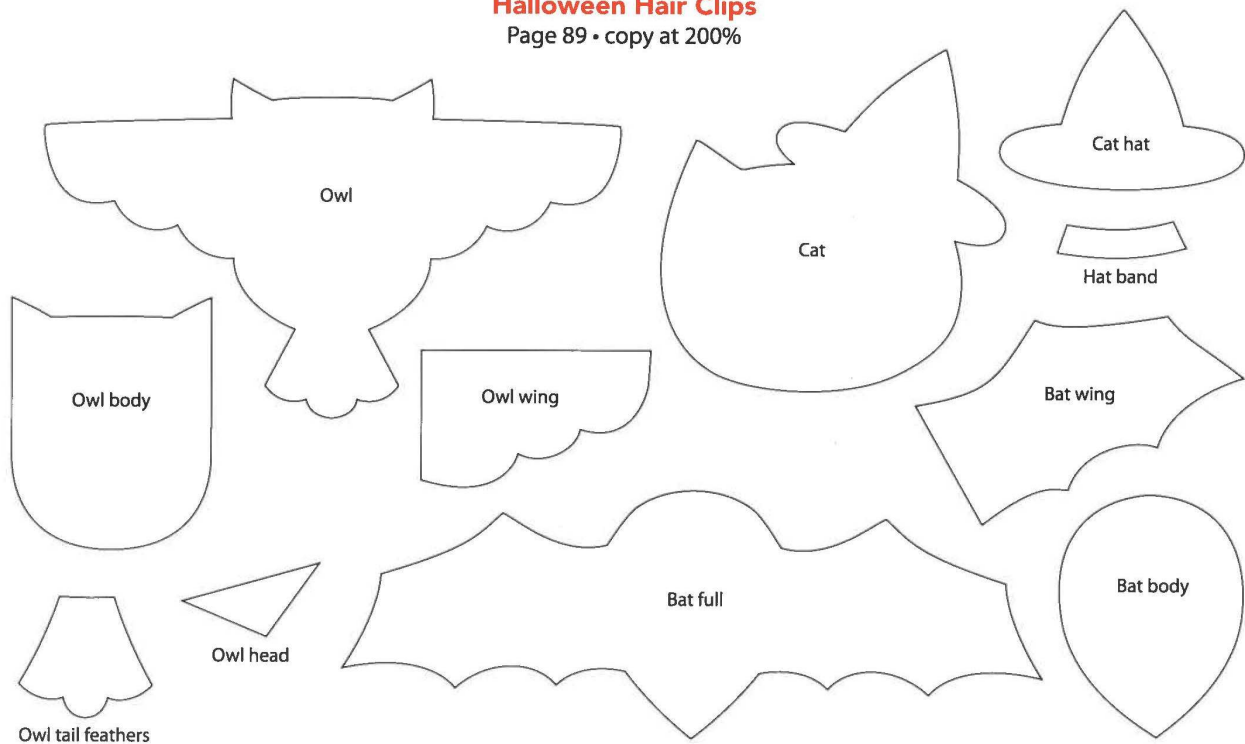 Halloween Hair Clips
Page 89 • copy at 200%
Owl
Cat
Cat hat
Hat band
Owl body
Owl wing
Bat wing
Bat full
Bat body
Owl head
Owl tail feathers